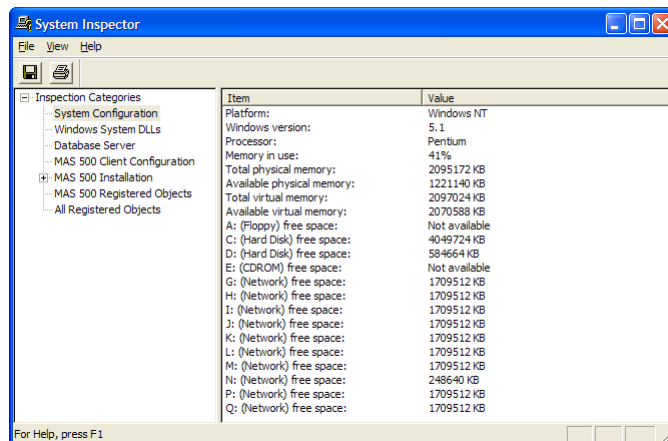 System Inspector
File View Help
Inspection Categories
System Configuration
Windows System DLLs
Database Server
MAS 500 Client Configuration
MAS 500 Installation
MAS 500 Registered Objects
All Registered Objects
Item Value
Platform: Windows NT
Windows version: 5.1
Processor: Pentium
Memory in use: 41%
Total physical memory: 2095172 KB
Available physical memory: 1221140 KB
Total virtual memory: 2097024 KB
Available virtual memory: 2070588 KB
A: (Floppy) free space: Not available
C: (Hard Disk) free space: 4049724 KB
D: (Hard Disk) free space: 584664 KB
E: (CDROM) free space: Not available
G: (Network) free space: 1709512 KB
H: (Network) free space: 1709512 KB
I: (Network) free space: 1709512 KB
J: (Network) free space: 1709512 KB
K: (Network) free space: 1709512 KB
L: (Network) free space: 1709512 KB
M: (Network) free space: 1709512 KB
N: (Network) free space: 248640 KB
P: (Network) free space: 1709512 KB
Q: (Network) free space: 1709512 KB
For Help, press F1